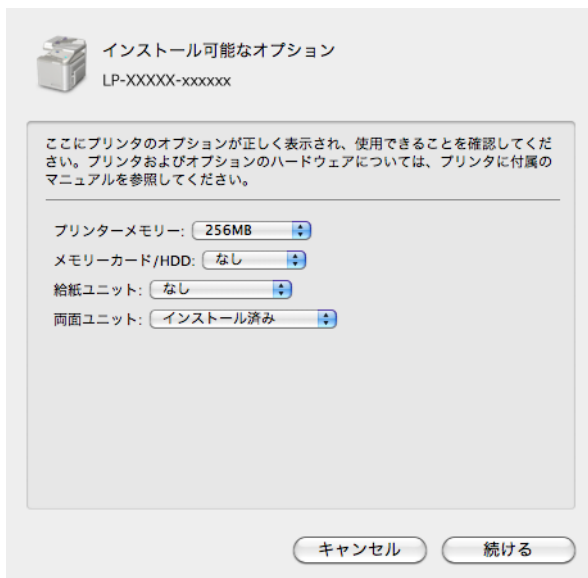 インストール可能なオプション
LP-XXXXX-xxxxxx
ここにプリンタのオプションが正しく表示され、使用できることを確認してくだ
さい。プリンタおよびオプションのハードウェアについては、プリンタに付属の
マニュアルを参照してください。
プリンターメモリー: 256MB
メモリーカード/HDD: なし
給紙ユニット: なし
両面ユニット: インストール済み
キャンセル 続ける